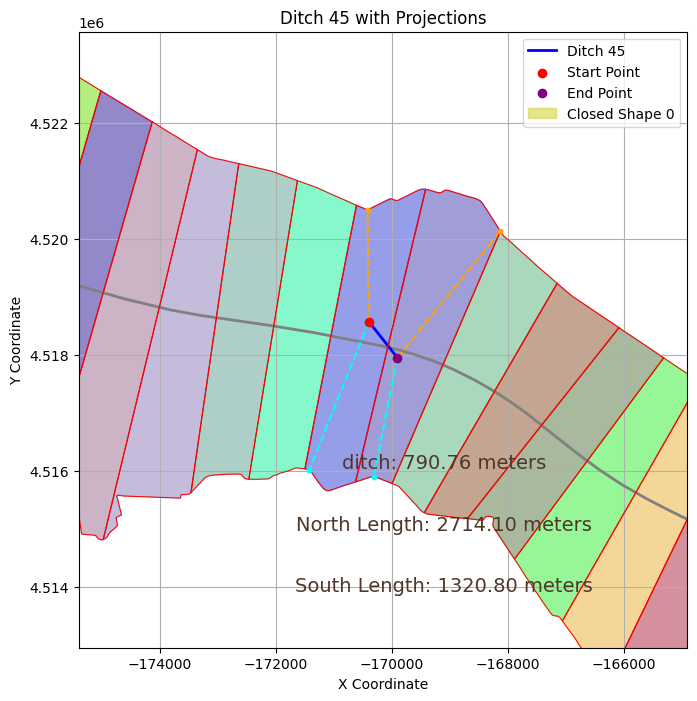 Ditch 45 with Projections
1e6
Ditch 45
Start Point
End Point
Closed Shape 0
4.522
4.520
4.518
4.516
4.514
Y Coordinate
ditch: 790.76 meters
North Length: 2714.10 meters
South Length: 1320.80 meters
−174000 −172000 −170000 −168000 −166000
X Coordinate